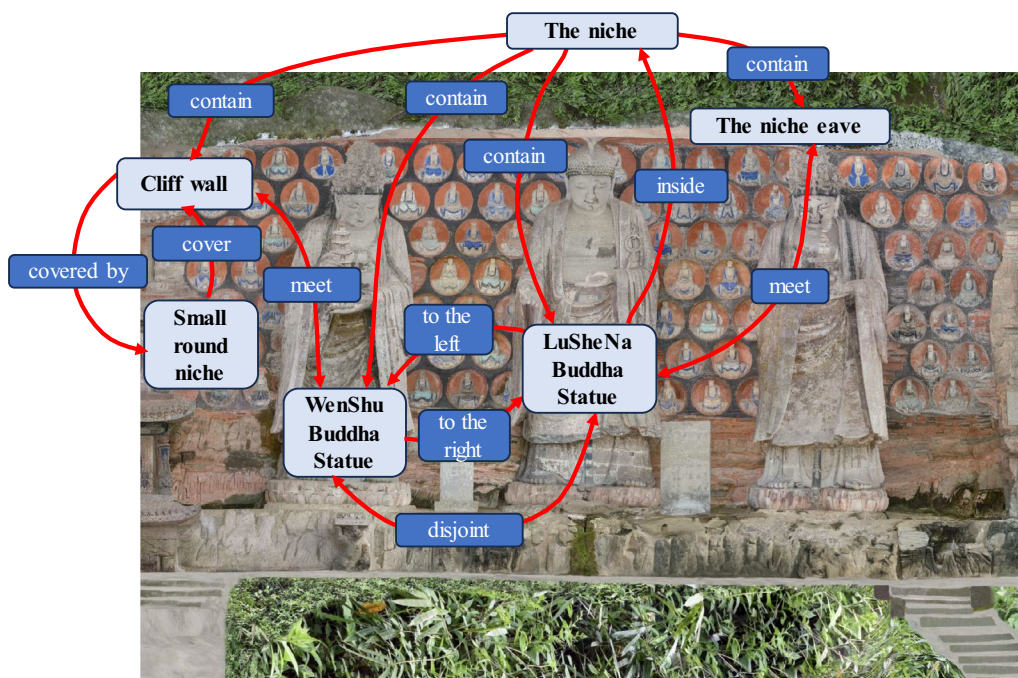 The niche
contain
contain
contain
contain
The niche eave
Cliff wall
inside
cover
covered by
meet
meet
Small
round
niche
to the
left
LuSheNa
Buddha
Statue
WenShu
Buddha
Statue
to the
right
disjoint